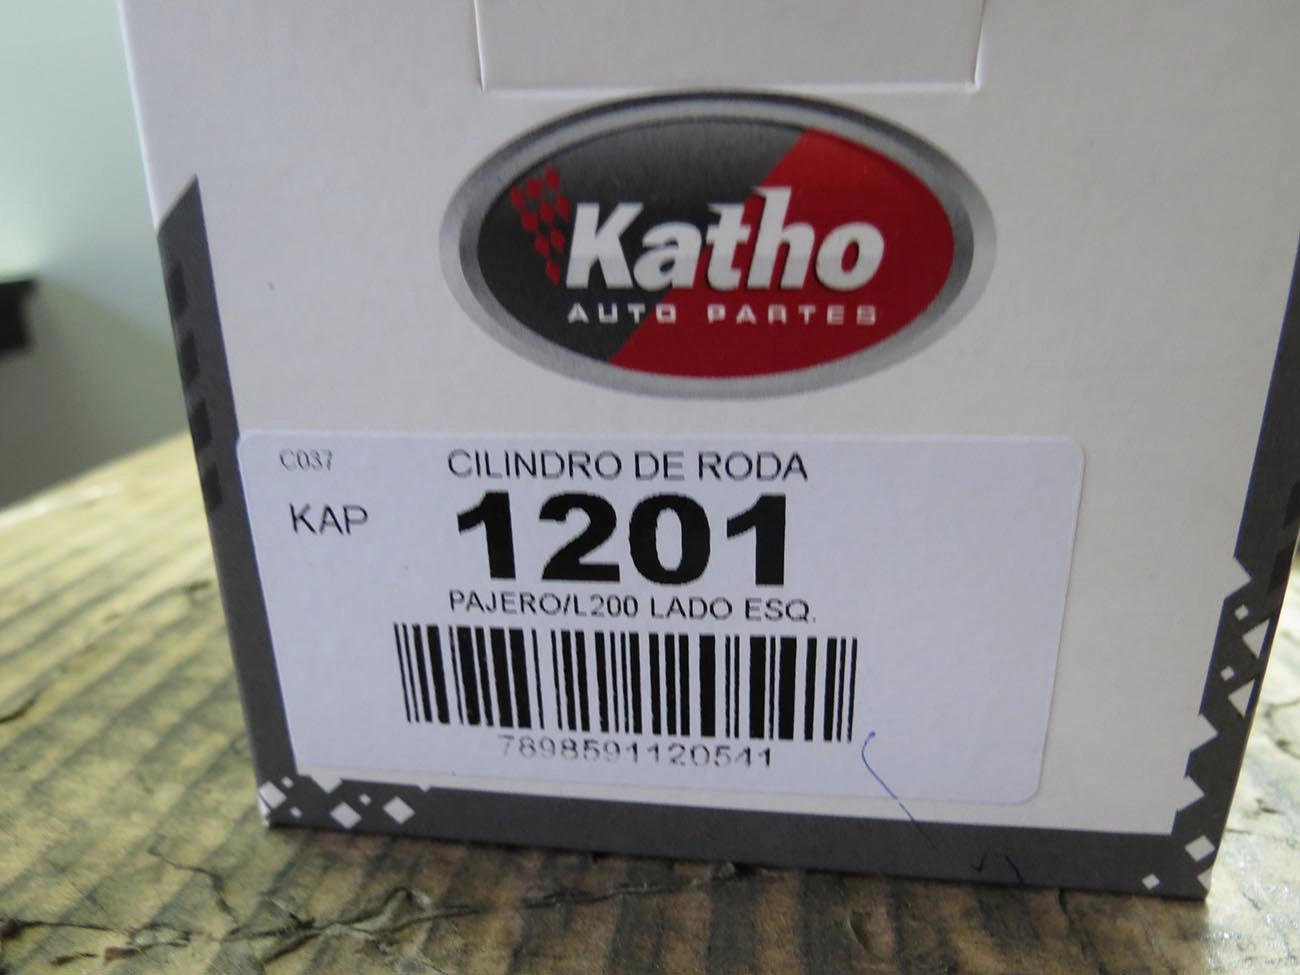 Katho
AUTO PARTES
C037
CILINDRO DE RODA
KAP
1201
PAJERO/L200 LADO ESQ.
7898591120541